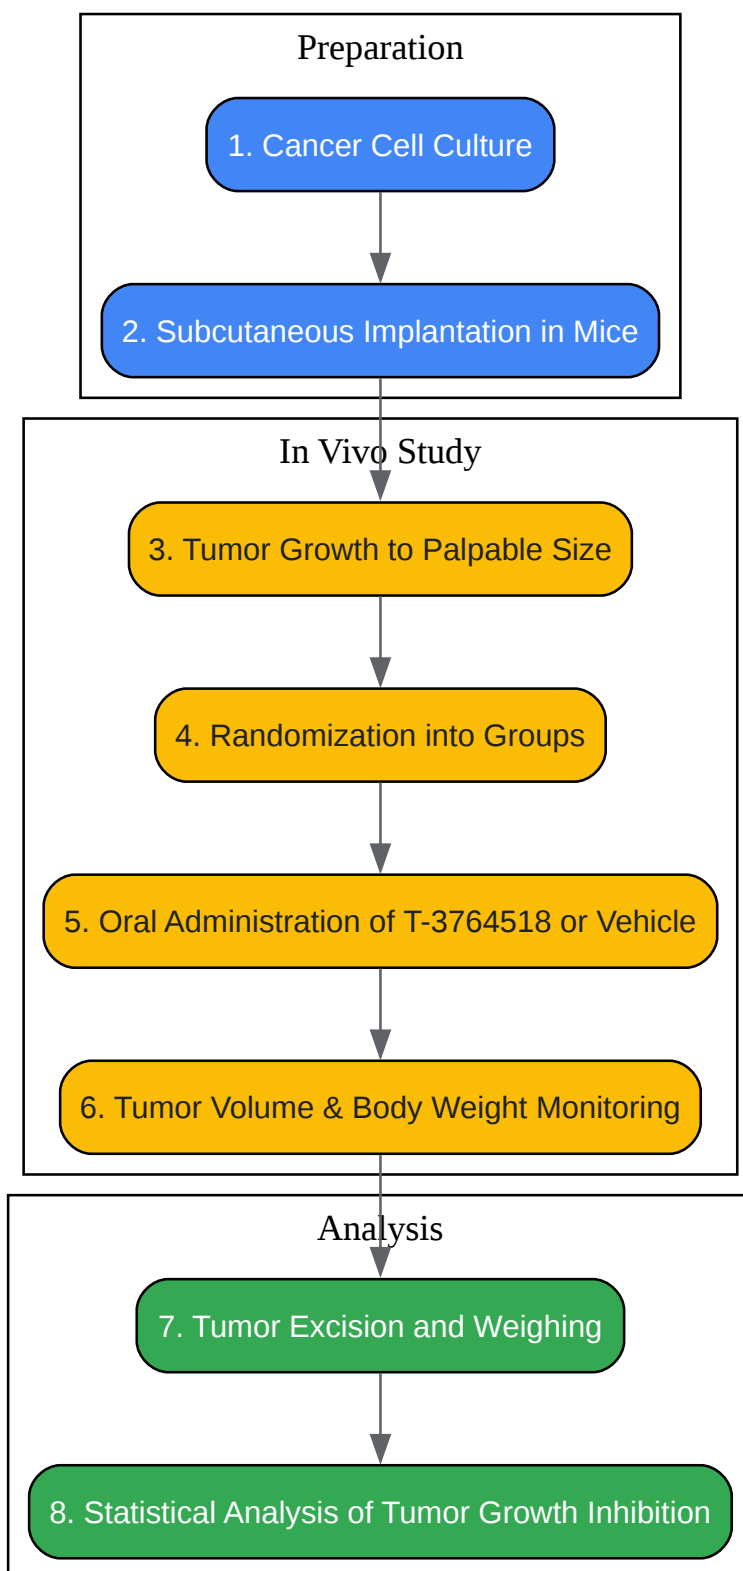 Preparation
1. Cancer Cell Culture
2. Subcutaneous Implantation in Mice
In Vivo Study
3. Tumor Growth to Palpable Size
4. Randomization into Groups
5. Oral Administration of T-3764518 or Vehicle
6. Tumor Volume & Body Weight Monitoring
Analysis
7. Tumor Excision and Weighing
8. Statistical Analysis of Tumor Growth Inhibition